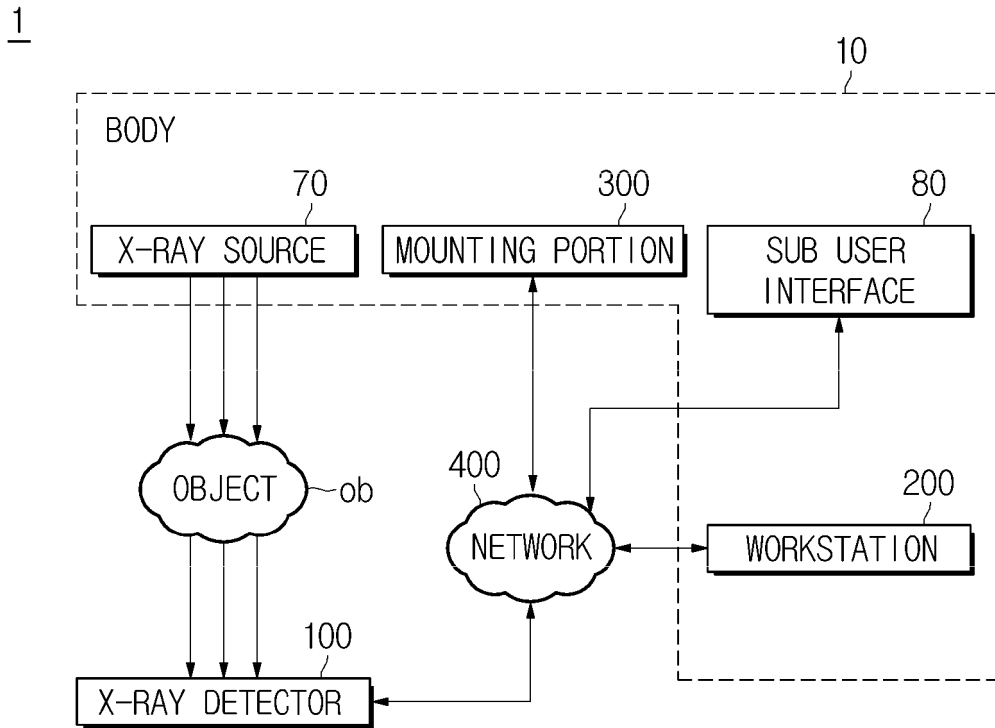 1
10
BODY
70
300
80
X-RAY SOURCE
MOUNTING PORTION
SUB USER
INTERFACE
400
OBJECT
ob
200
NETWORK
WORKSTATION
100
X-RAY DETECTOR